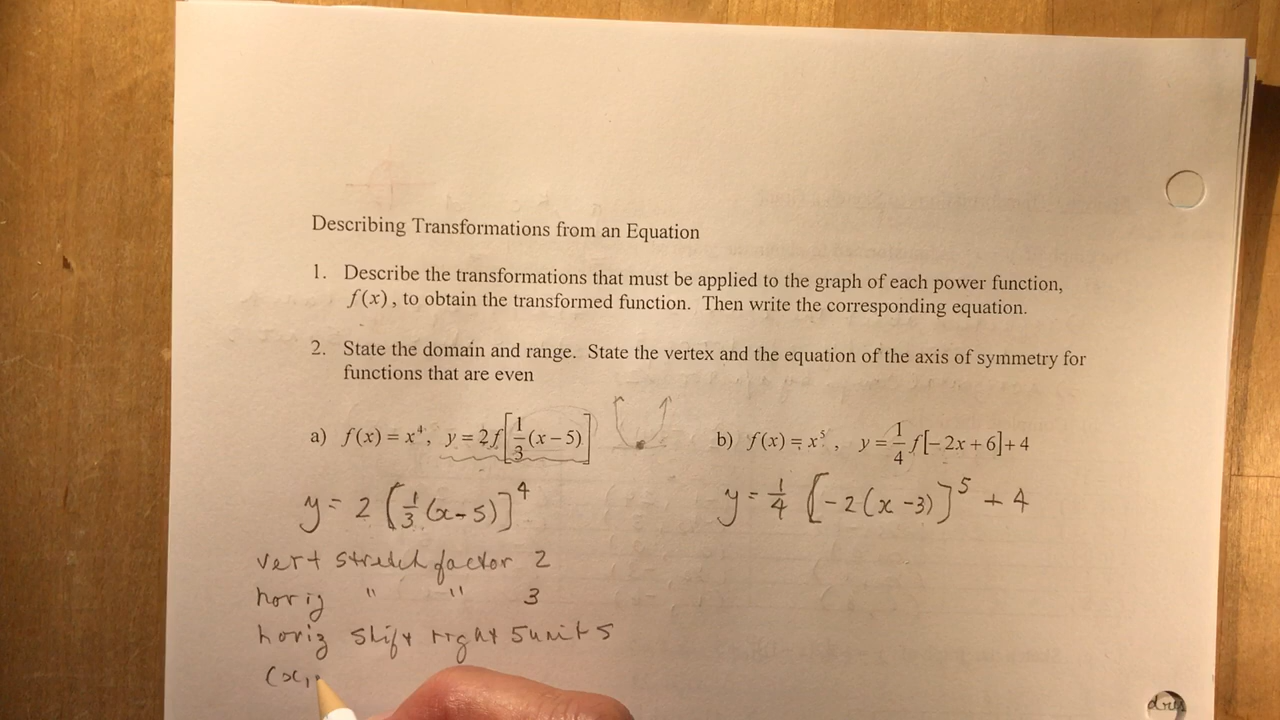 Describing Transformations from an Equation
1. Describe the transformations that must be applied to the graph of each power function,
f(x), to obtain the transformed function. Then write the corresponding equation.
2. State the domain and range. State the vertex and the equation of the axis of symmetry for
functions that are even
a) f(x) = x⁴, y = 2f[1/3(x − 5)]
b) f(x) = x⁵, y = 1/4 f[−2x + 6] + 4
y = 2 (1/3 (x-5)]⁴
y = 1/4 [-2(x-3)]⁵ + 4
vert stretch factor 2
horiz " " 3
horiz shift right 5 units
(x,